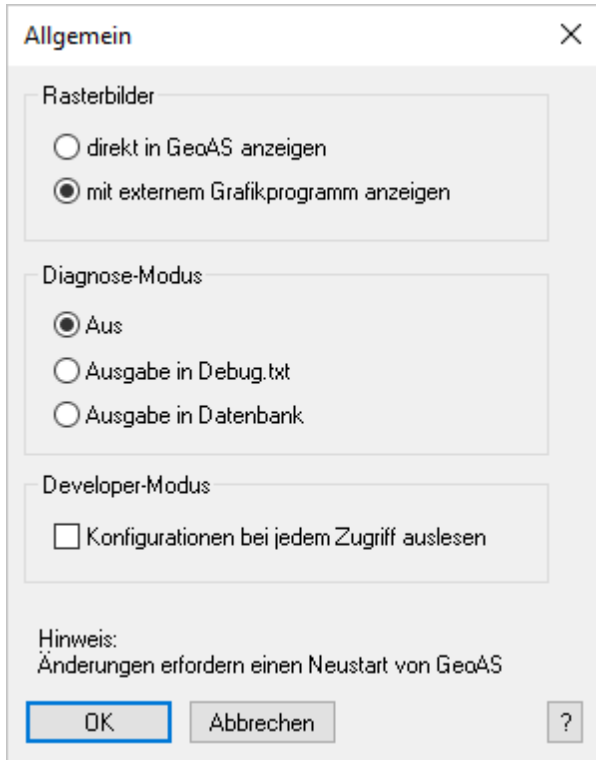 Allgemein
Rasterbilder
direkt in GeoAS anzeigen
mit externem Grafikprogramm anzeigen
Diagnose-Modus
Aus
Ausgabe in Debug.txt
Ausgabe in Datenbank
Developer-Modus
Konfigurationen bei jedem Zugriff auslesen
Hinweis:
Änderungen erfordern einen Neustart von GeoAS
OK Abbrechen ?